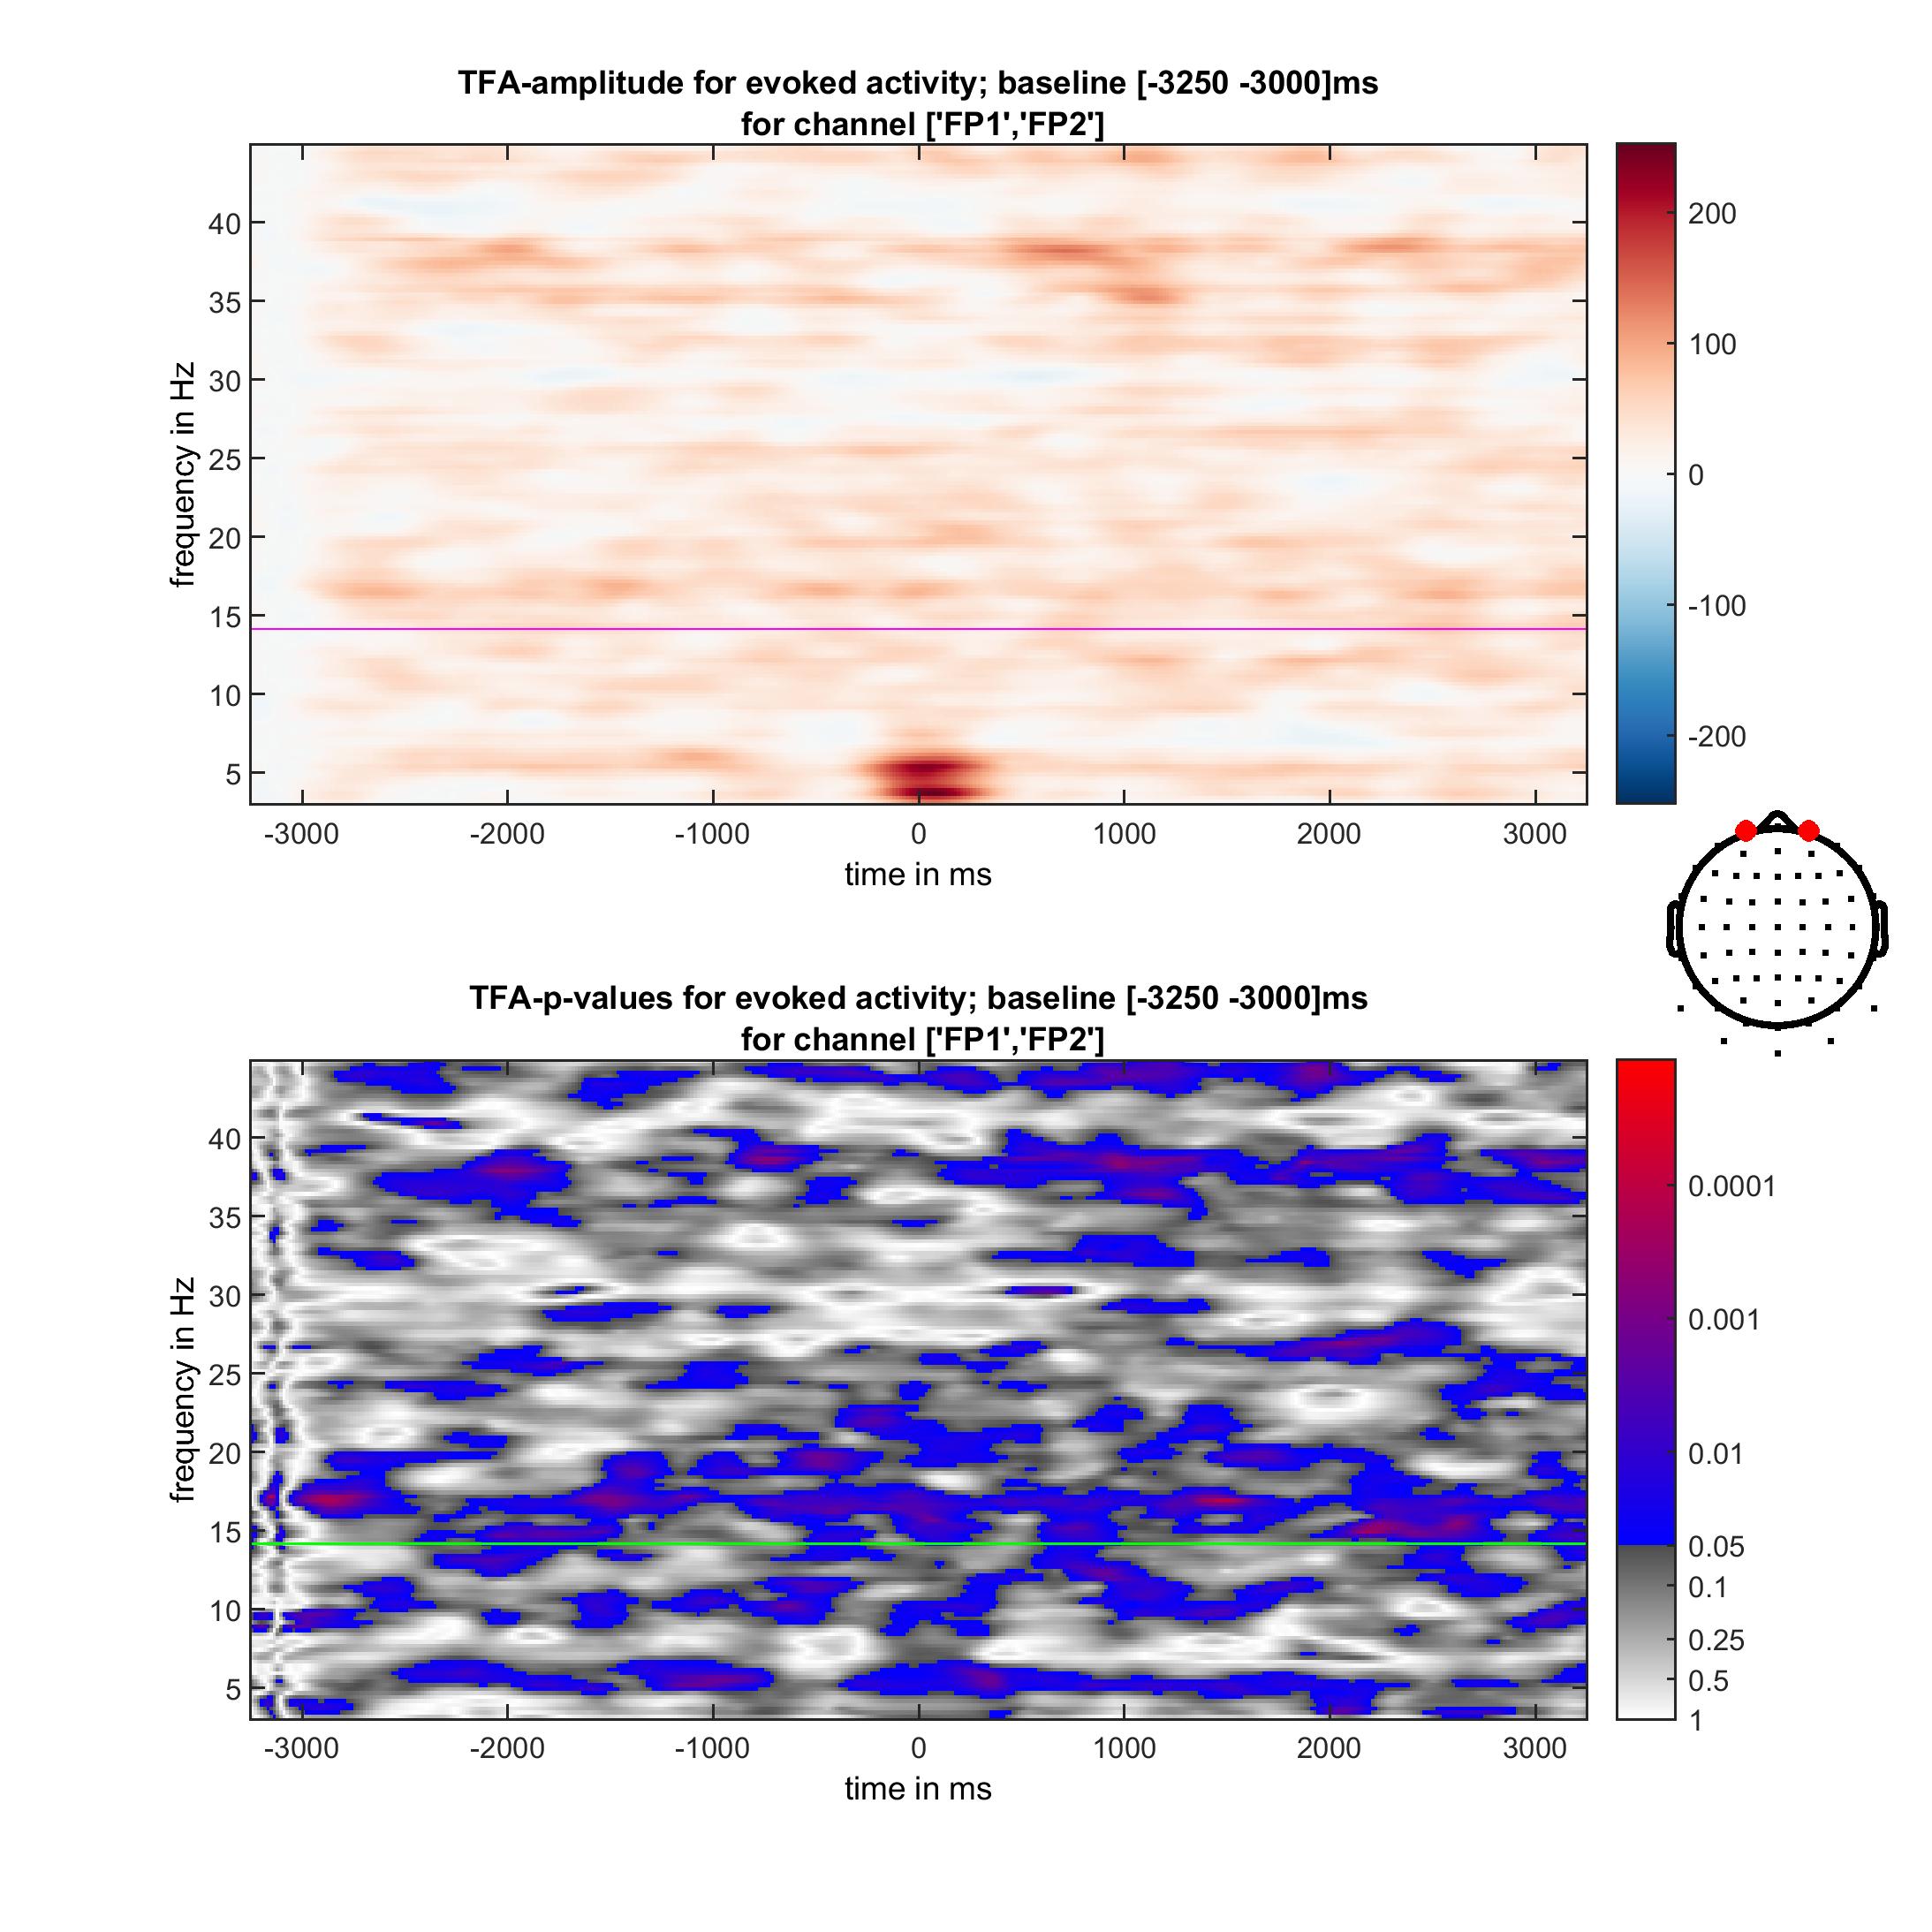 TFA-amplitude for evoked activity; baseline [-3250 -3000]ms
for channel ['FP1','FP2']
frequency in Hz
40
35
30
25
20
15
10
5
-3000 -2000 -1000 0 1000 2000 3000
time in ms
200
100
0
-100
-200
TFA-p-values for evoked activity; baseline [-3250 -3000]ms
for channel ['FP1','FP2']
frequency in Hz
40
35
30
25
20
15
10
5
-3000 -2000 -1000 0 1000 2000 3000
time in ms
0.0001
0.001
0.01
0.05
0.1
0.25
0.5
1